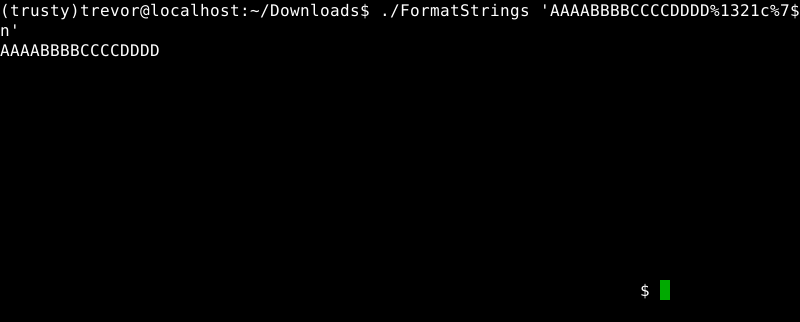 (trusty)trevor@localhost:~/Downloads$ ./FormatStrings 'AAAABBBBCCCCDDDD%1321c%7$
n'
AAAABBBBCCCCDDDD
$